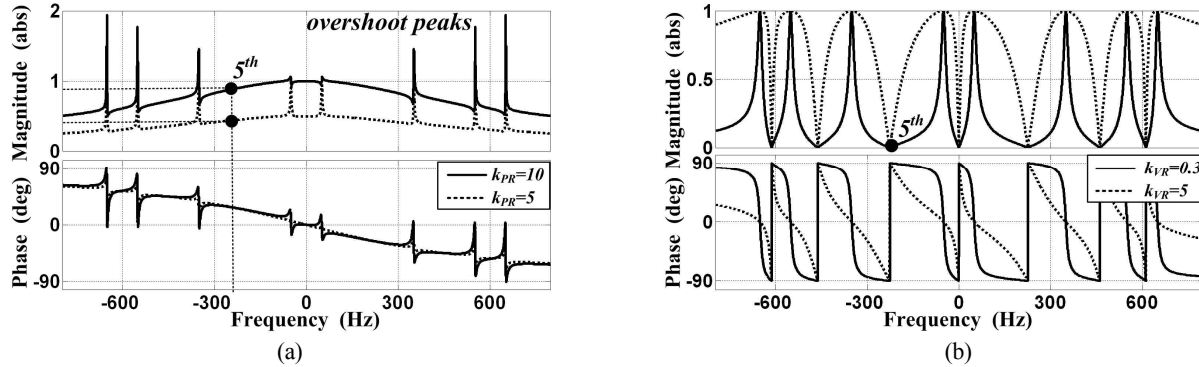 overshoot peaks
Magnitude (abs)
2
1
0
5th
Phase (deg)
90
0
-90
kPR=10
kPR=5
-600 -300 0 300 600
Frequency (Hz)
(a)
Magnitude (abs)
1
0.5
0
5th
Phase (deg)
90
0
-90
kVR=0.3
kVR=5
-600 -300 0 300 600
Frequency (Hz)
(b)